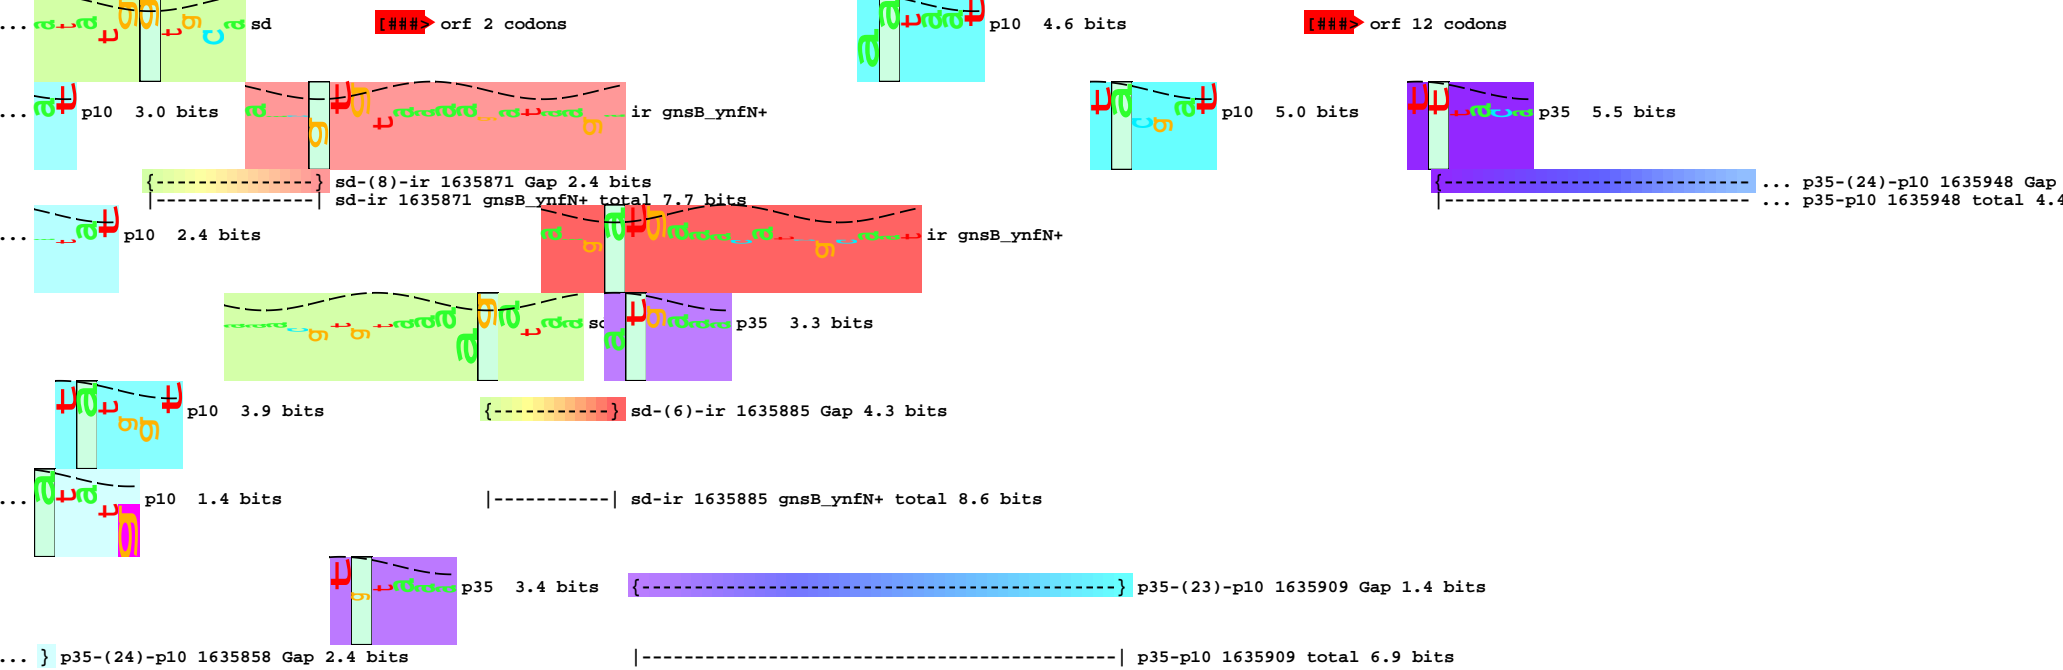 ... sd [###> orf 2 codons p10 4.6 bits [###> orf 12 codons
... p10 3.0 bits ir gnsB_ynfN+ p10 5.0 bits p35 5.5 bits
{----------------} sd-(8)-ir 1635871 Gap 2.4 bits {----------------------------- ... p35-(24)-p10 1635948 Gap
|----------------| sd-ir 1635871 gnsB_ynfN+ total 7.7 bits |----------------------------- ... p35-p10 1635948 total 4.4
... p10 2.4 bits ir gnsB_ynfN+
p35 3.3 bits
p10 3.9 bits {-----------} sd-(6)-ir 1635885 Gap 4.3 bits
... p10 1.4 bits |-----------| sd-ir 1635885 gnsB_ynfN+ total 8.6 bits
p35 3.4 bits {---------------------------------------------} p35-(23)-p10 1635909 Gap 1.4 bits
... } p35-(24)-p10 1635858 Gap 2.4 bits |---------------------------------------------| p35-p10 1635909 total 6.9 bits